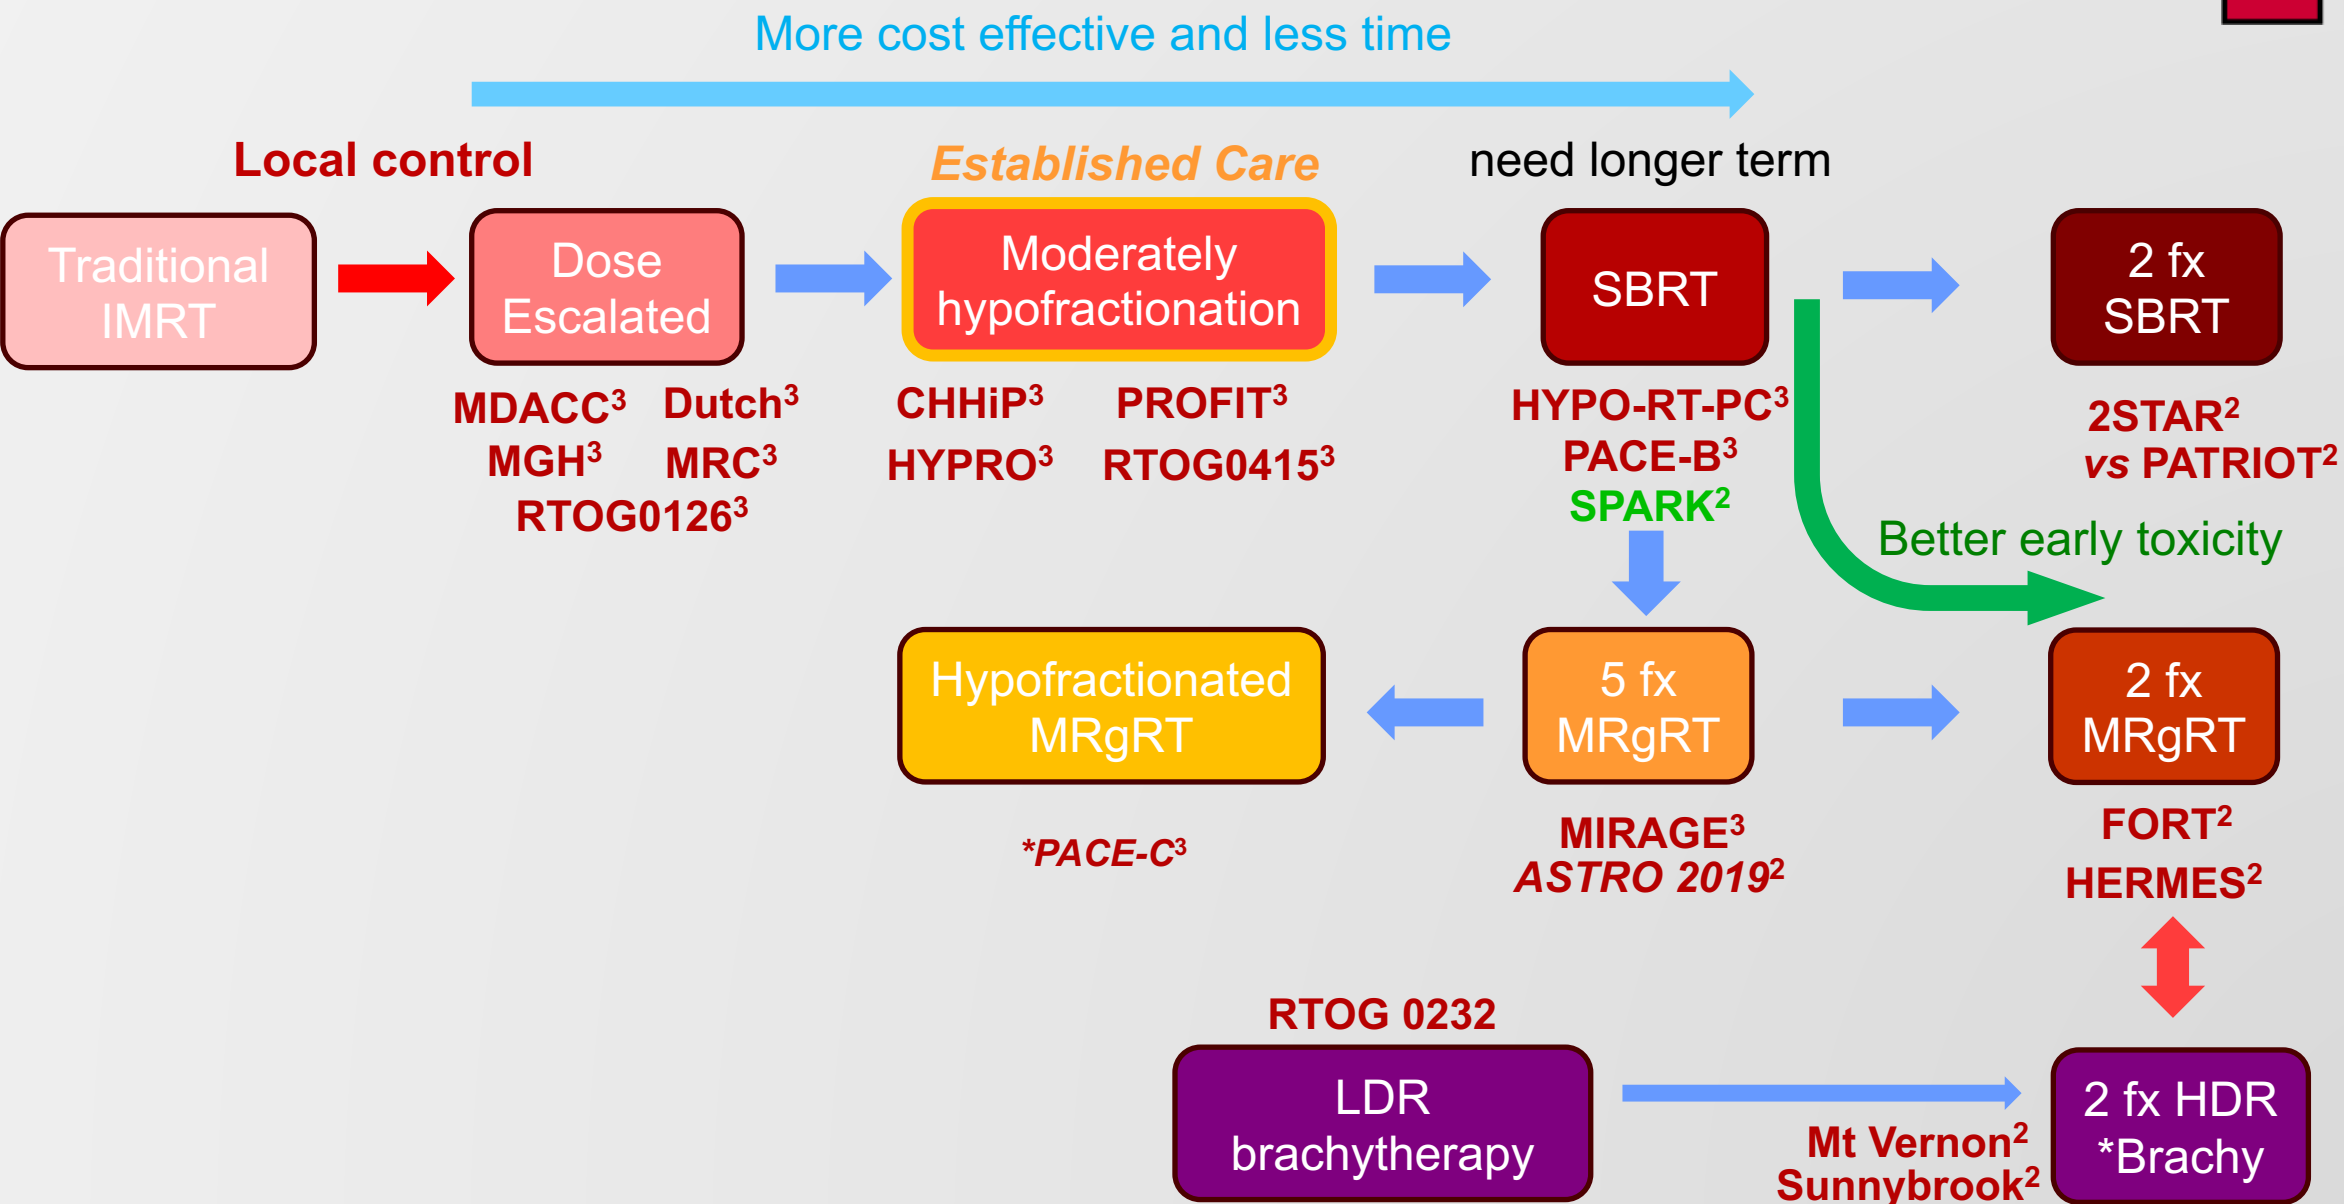 More cost effective and less time
Local control
Established Care
need longer term
Traditional
IMRT
Dose
Escalated
Moderately
hypofractionation
SBRT
2 fx
SBRT
MDACC³ Dutch³
MGH³ MRC³
RTOG0126³
CHHiP³ PROFIT³
HYPRO³ RTOG0415³
HYPO-RT-PC³
PACE-B³
SPARK²
2STAR²
vs PATRIOT²
Better early toxicity
Hypofractionated
MRgRT
5 fx
MRgRT
2 fx
MRgRT
*PACE-C³
MIRAGE³
ASTRO 2019²
FORT²
HERMES²
RTOG 0232
LDR
brachytherapy
Mt Vernon²
Sunnybrook²
2 fx HDR
*Brachy